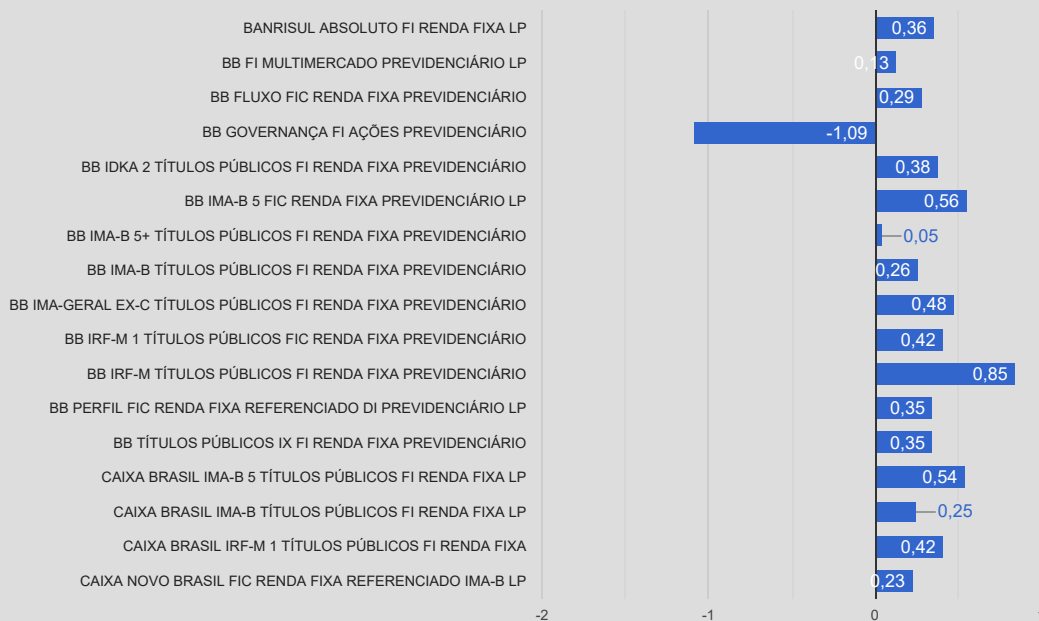 BANRISUL ABSOLUTO FI RENDA FIXA LP 0,36
BB FI MULTIMERCADO PREVIDENCIÁRIO LP 0,13
BB FLUXO FIC RENDA FIXA PREVIDENCIÁRIO 0,29
BB GOVERNANÇA FI AÇÕES PREVIDENCIÁRIO -1,09
BB IDKA 2 TÍTULOS PÚBLICOS FI RENDA FIXA PREVIDENCIÁRIO 0,38
BB IMA-B 5 FIC RENDA FIXA PREVIDENCIÁRIO LP 0,56
BB IMA-B 5+ TÍTULOS PÚBLICOS FI RENDA FIXA PREVIDENCIÁRIO 0,05
BB IMA-B TÍTULOS PÚBLICOS FI RENDA FIXA PREVIDENCIÁRIO 0,26
BB IMA-GERAL EX-C TÍTULOS PÚBLICOS FI RENDA FIXA PREVIDENCIÁRIO 0,48
BB IRF-M 1 TÍTULOS PÚBLICOS FIC RENDA FIXA PREVIDENCIÁRIO 0,42
BB IRF-M TÍTULOS PÚBLICOS FI RENDA FIXA PREVIDENCIÁRIO 0,85
BB PERFIL FIC RENDA FIXA REFERENCIADO DI PREVIDENCIÁRIO LP 0,35
BB TÍTULOS PÚBLICOS IX FI RENDA FIXA PREVIDENCIÁRIO 0,35
CAIXA BRASIL IMA-B 5 TÍTULOS PÚBLICOS FI RENDA FIXA LP 0,54
CAIXA BRASIL IMA-B TÍTULOS PÚBLICOS FI RENDA FIXA LP 0,25
CAIXA BRASIL IRF-M 1 TÍTULOS PÚBLICOS FI RENDA FIXA 0,42
CAIXA NOVO BRASIL FIC RENDA FIXA REFERENCIADO IMA-B LP 0,23
-2 -1 0